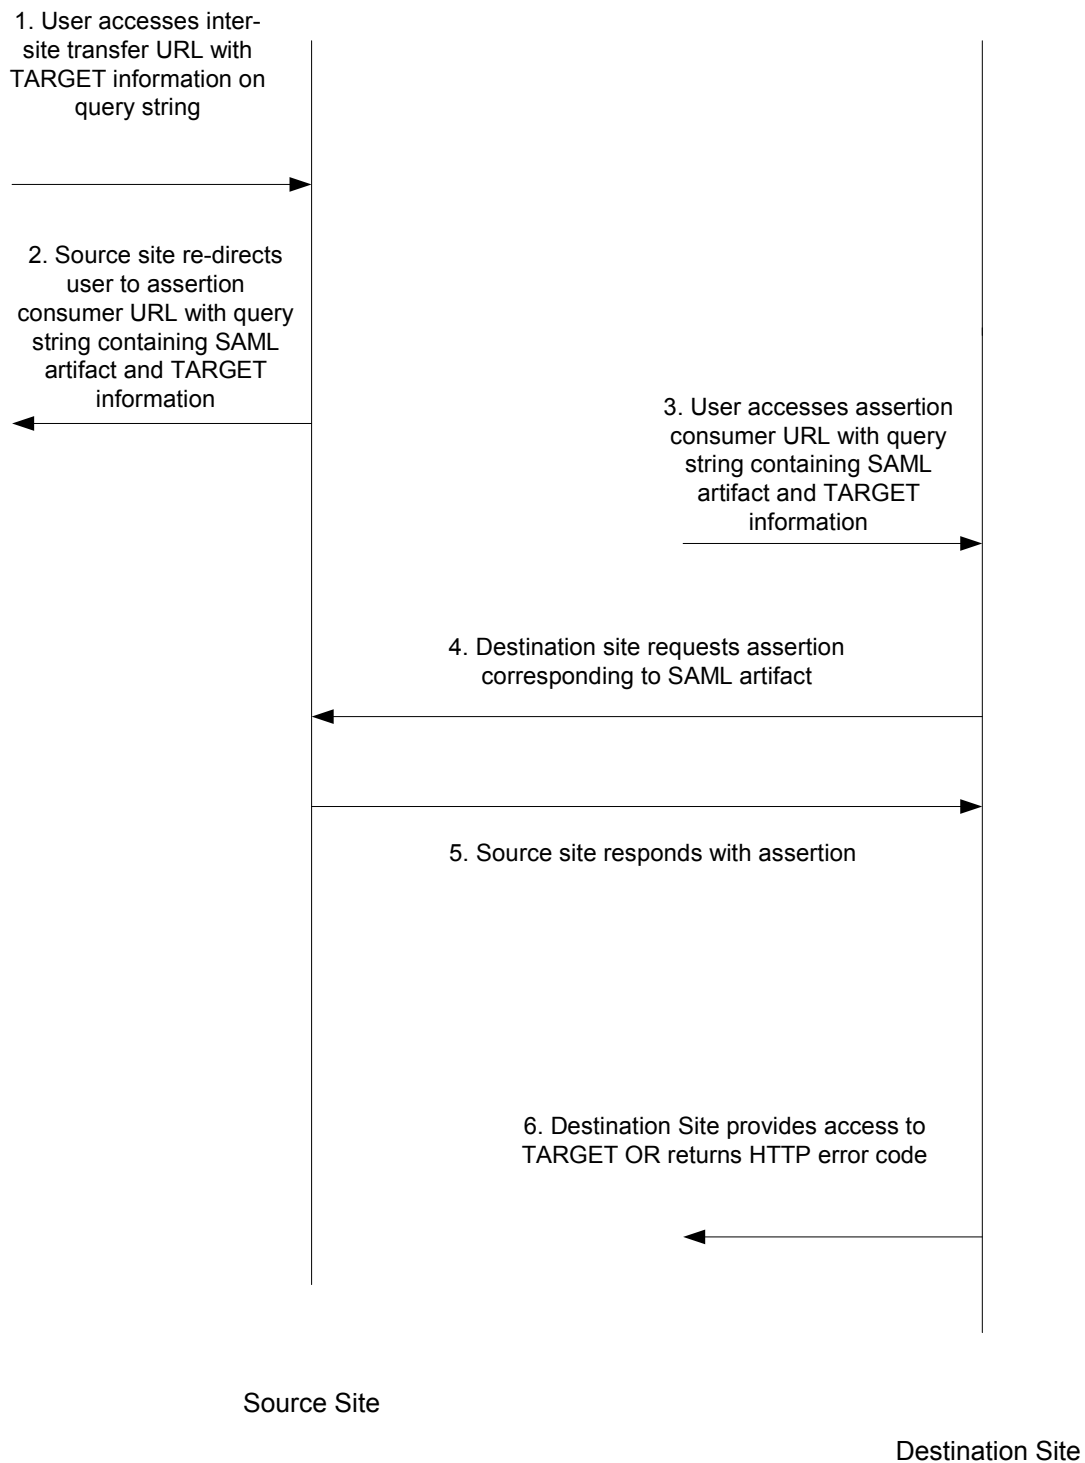 1. User accesses inter-
site transfer URL with
TARGET information on
query string
2. Source site re-directs
user to assertion
consumer URL with query
string containing SAML
artifact and TARGET
information
3. User accesses assertion
consumer URL with query
string containing SAML
artifact and TARGET
information
4. Destination site requests assertion
corresponding to SAML artifact
5. Source site responds with assertion
6. Destination Site provides access to
TARGET OR returns HTTP error code
Source Site
Destination Site